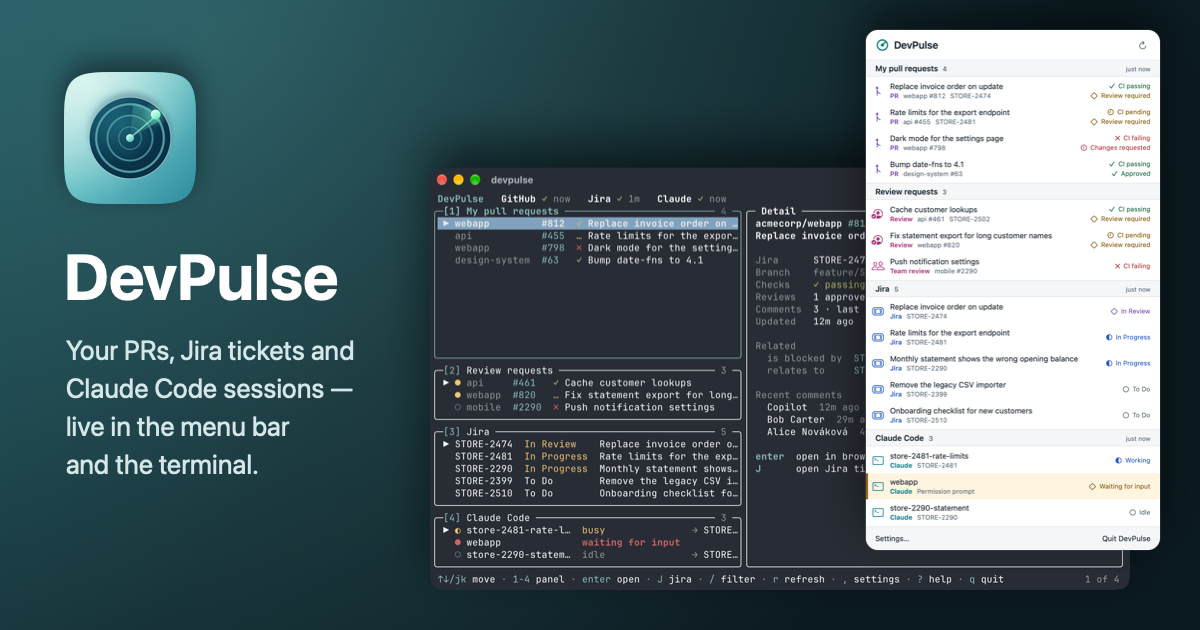 DevPulse
Your PRs, Jira tickets and
Claude Code sessions —
live in the menu bar
and the terminal.
devpulse
DevPulse GitHub ✓ now Jira ✓ 1m Claude ✓ now
[1] My pull requests 4
▶ webapp #812 ✓ Replace invoice order on …
api #455 … Rate limits for the expor…
webapp #798 ✕ Dark mode for the setting…
design-system #63 ✓ Bump date-fns to 4.1
[2] Review requests 3
▶ ● api #461 ✓ Cache customer lookups
● webapp #820 … Fix statement export for long…
○ mobile #2290 ✕ Push notification settings
[3] Jira 5
▶ STORE-2474 In Review Replace invoice order o…
STORE-2481 In Progress Rate limits for the exp…
STORE-2290 In Progress Monthly statement shows…
STORE-2399 To Do Remove the legacy CSV i…
STORE-2510 To Do Onboarding checklist fo…
[4] Claude Code 3
▶ ◐ store-2481-rate-l… busy → STORE…
● webapp waiting for input
○ store-2290-statem… idle → STORE…
Detail
acmecorp/webapp #81
Replace invoice ord
Jira STORE-247
Branch feature/S
Checks ✓ passing
Reviews 1 approve
Comments 3 · last
Updated 12m ago
Related
is blocked by ST
relates to ST
Recent comments
Copilot 12m ago
Bob Carter 29m a
Alice Nováková 4
enter open in brow
J open Jira ti
↑↓/jk move · 1-4 panel · enter open · J jira · / filter · r refresh · , settings · ? help · q quit 1 of 4
DevPulse
My pull requests 4 just now
Replace invoice order on update ✓ CI passing
PR webapp #812 STORE-2474 ◇ Review required
Rate limits for the export endpoint CI pending
PR api #455 STORE-2481 ◇ Review required
Dark mode for the settings page ✕ CI failing
PR webapp #798 Changes requested
Bump date-fns to 4.1 ✓ CI passing
PR design-system #63 ✓ Approved
Review requests 3 just now
Cache customer lookups ✓ CI passing
Review api #461 STORE-2502 ◇ Review required
Fix statement export for long customer names CI pending
Review webapp #820 ◇ Review required
Push notification settings ✕ CI failing
Team review mobile #2290
Jira 5 just now
Replace invoice order on update ◇ In Review
Jira STORE-2474
Rate limits for the export endpoint ◐ In Progress
Jira STORE-2481
Monthly statement shows the wrong opening balance ◐ In Progress
Jira STORE-2290
Remove the legacy CSV importer ○ To Do
Jira STORE-2399
Onboarding checklist for new customers ○ To Do
Jira STORE-2510
Claude Code 3 just now
store-2481-rate-limits ◐ Working
Claude STORE-2481
webapp ◇ Waiting for input
Claude Permission prompt
store-2290-statement ○ Idle
Claude STORE-2290
Settings... Quit DevPulse